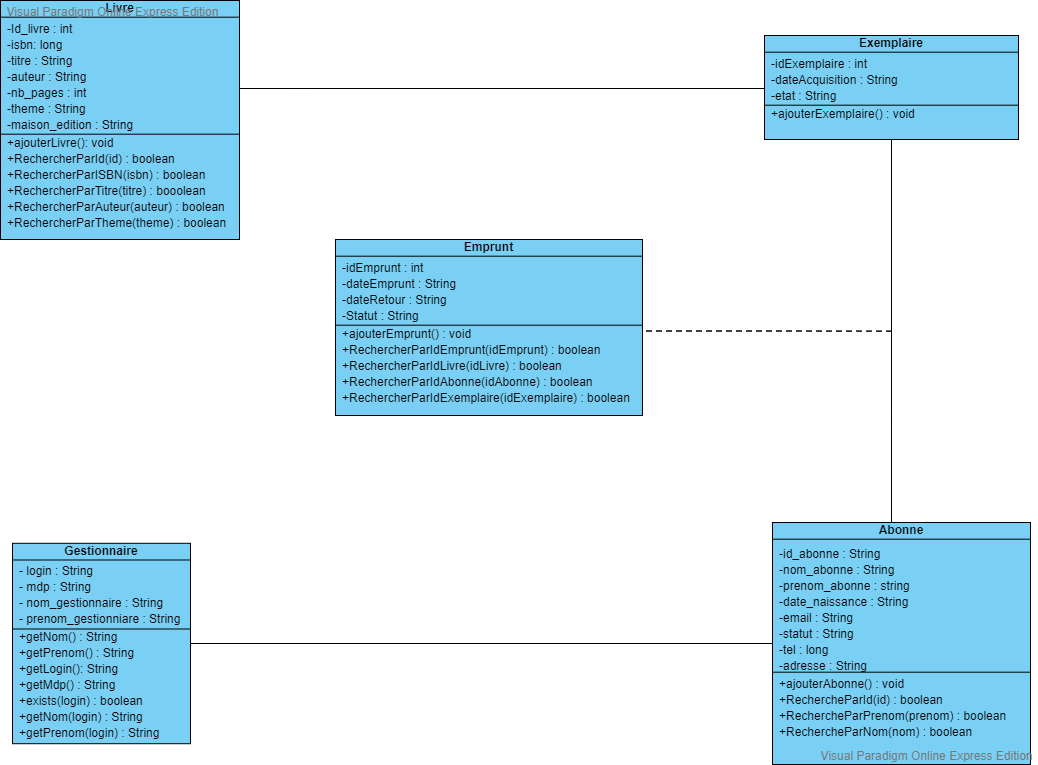 Visual Paradigm Online Express Edition
Livre
-Id_livre : int
-isbn: long
-titre : String
-auteur : String
-nb_pages : int
-theme : String
-maison_edition : String
+ajouterLivre(): void
+RechercherParId(id) : boolean
+RechercherParISBN(isbn) : boolean
+RechercherParTitre(titre) : booolean
+RechercherParAuteur(auteur) : boolean
+RechercherParTheme(theme) : boolean
Exemplaire
-idExemplaire : int
-dateAcquisition : String
-etat : String
+ajouterExemplaire() : void
Emprunt
-idEmprunt : int
-dateEmprunt : String
-dateRetour : String
-Statut : String
+ajouterEmprunt() : void
+RechercherParIdEmprunt(idEmprunt) : boolean
+RechercherParIdLivre(idLivre) : boolean
+RechercherParIdAbonne(idAbonne) : boolean
+RechercherParIdExemplaire(idExemplaire) : boolean
Gestionnaire
- login : String
- mdp : String
- nom_gestionnaire : String
- prenom_gestionniare : String
+getNom() : String
+getPrenom() : String
+getLogin(): String
+getMdp() : String
+exists(login) : boolean
+getNom(login) : String
+getPrenom(login) : String
Abonne
-id_abonne : String
-nom_abonne : String
-prenom_abonne : string
-date_naissance : String
-email : String
-statut : String
-tel : long
-adresse : String
+ajouterAbonne() : void
+RechercheParId(id) : boolean
+RechercheParPrenom(prenom) : boolean
+RechercheParNom(nom) : boolean
Visual Paradigm Online Express Edition